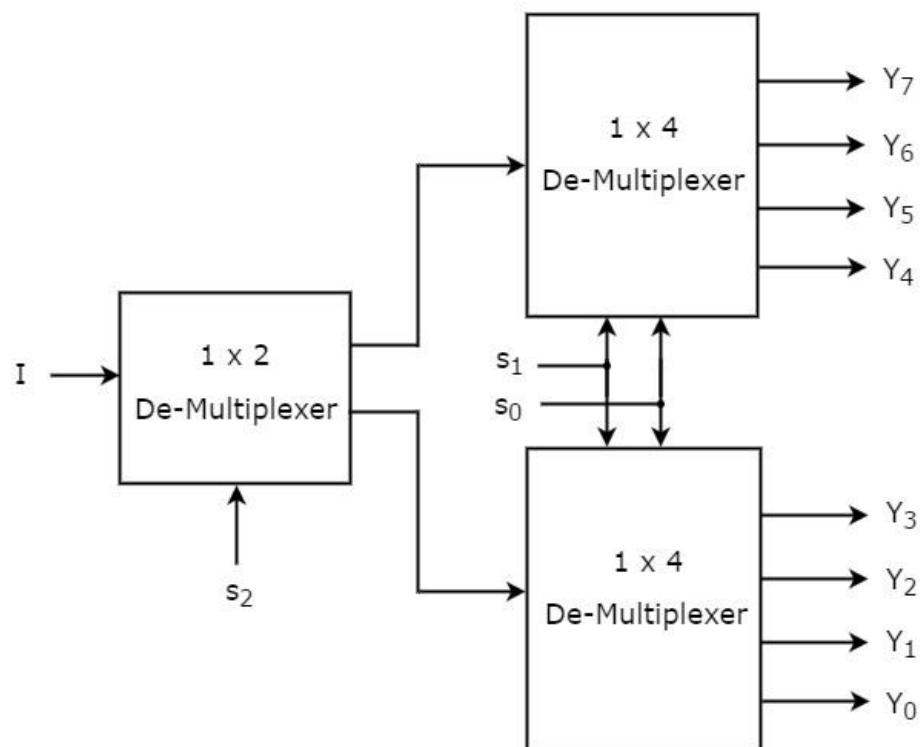 1 x 4
De-Multiplexer
Y₇
Y₆
Y₅
Y₄
I
1 x 2
De-Multiplexer
s₂
s₁
s₀
1 x 4
De-Multiplexer
Y₃
Y₂
Y₁
Y₀